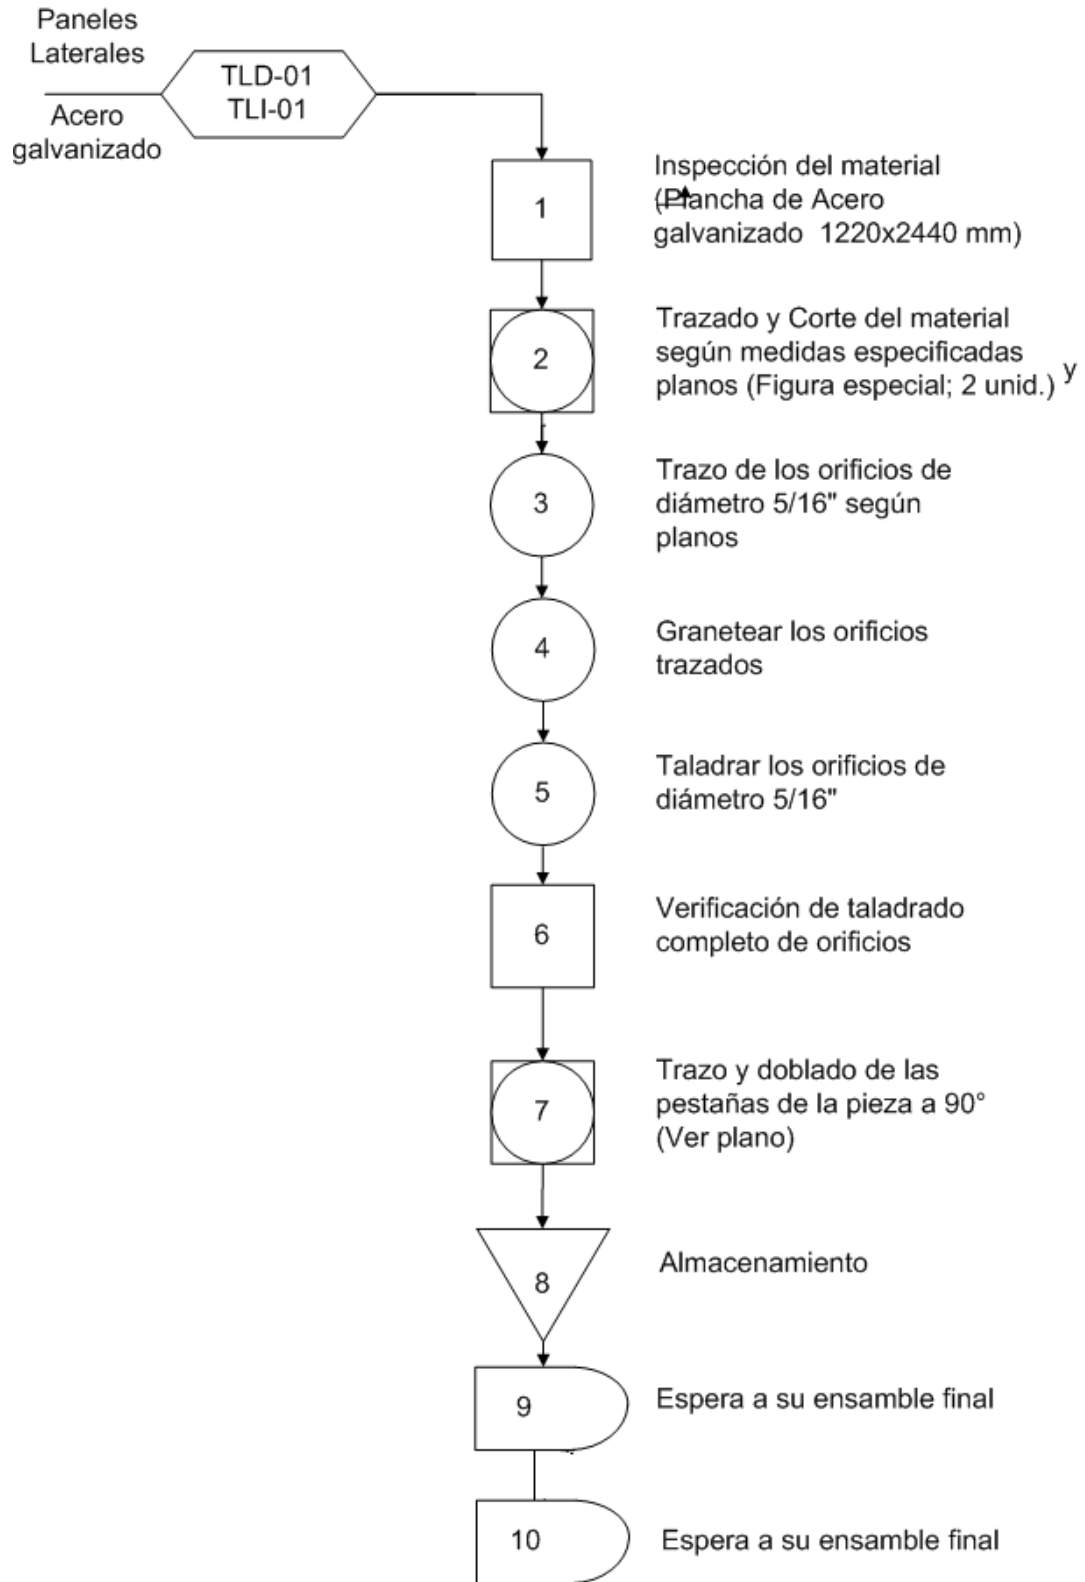 Paneles
Laterales
TLD-01
TLI-01
Acero
galvanizado
1
Inspección del material
(Plancha de Acero
galvanizado 1220x2440 mm)
2
Trazado y Corte del material
según medidas especificadas
planos (Figura especial; 2 unid.) y
3
Trazo de los orificios de
diámetro 5/16" según
planos
4
Granetear los orificios
trazados
5
Taladrar los orificios de
diámetro 5/16"
6
Verificación de taladrado
completo de orificios
7
Trazo y doblado de las
pestañas de la pieza a 90°
(Ver plano)
8
Almacenamiento
9
Espera a su ensamble final
10
Espera a su ensamble final